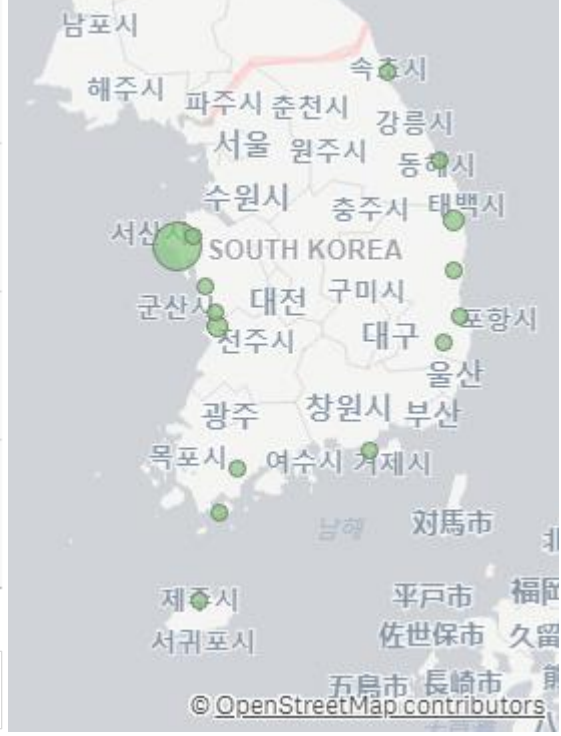 남포시
해주시
속초시
파주시 춘천시
강릉시
서울 원주시
동해시
수원시
충주시 태백시
서산시
SOUTH KOREA
군산시 대전 구미시
포항시
전주시 대구
울산
광주 창원시 부산
목포시 여수시 거제시
남해 対馬市
제주시 平戸市
서귀포시 佐世保市
五島市 長崎市
© OpenStreetMap contributors